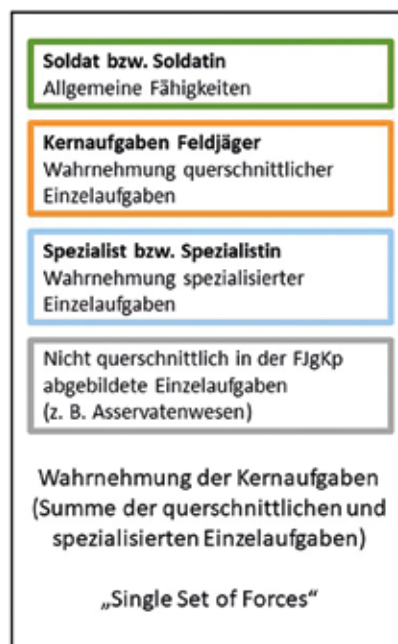 Soldat bzw. Soldatin
Allgemeine Fähigkeiten
Kernaufgaben Feldjäger
Wahrnehmung querschnittlicher
Einzelaufgaben
Spezialist bzw. Spezialistin
Wahrnehmung spezialisierter
Einzelaufgaben
Nicht querschnittlich in der FJgKp
abgebildete Einzelaufgaben
(z. B. Asservatenwesen)
Wahrnehmung der Kernaufgaben
(Summe der querschnittlichen und
spezialisierten Einzelaufgaben)
„Single Set of Forces“